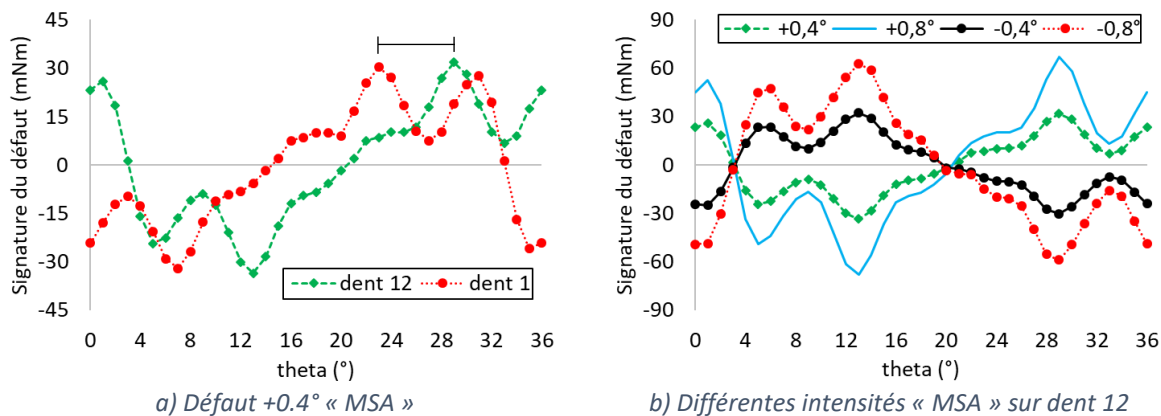 Signature du défaut (mNm)
45
30
15
0
-15
-30
-45
dent 12 dent 1
0 4 8 12 16 20 24 28 32 36
theta (°)
a) Défaut +0.4° « MSA »
Signature du défaut (mNm)
90
60
30
0
-30
-60
-90
+0,4° +0,8° -0,4° -0,8°
0 4 8 12 16 20 24 28 32 36
theta (°)
b) Différentes intensités « MSA » sur dent 12